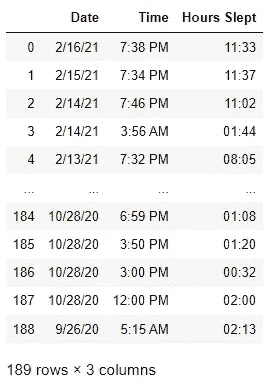 Date Time Hours Slept
0 2/16/21 7:38 PM 11:33
1 2/15/21 7:34 PM 11:37
2 2/14/21 7:46 PM 11:02
3 2/14/21 3:56 AM 01:44
4 2/13/21 7:32 PM 08:05
... ... ... ...
184 10/28/20 6:59 PM 01:08
185 10/28/20 3:50 PM 01:20
186 10/28/20 3:00 PM 00:32
187 10/28/20 12:00 PM 02:00
188 9/26/20 5:15 AM 02:13
189 rows × 3 columns